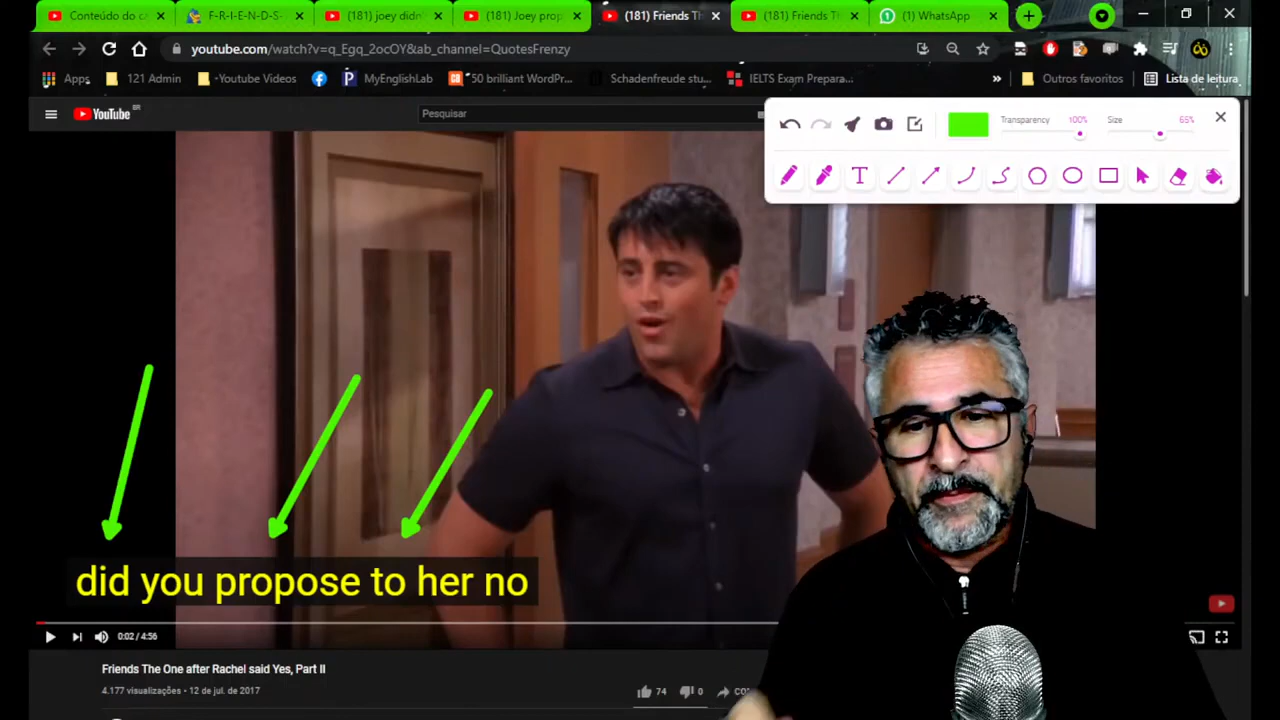 Conteúdo do ca
F-R-I-E-N-D-S-
(181) joey didn'
(181) Joey prop
(181) Friends T
(181) Friends Th
(1) WhatsApp
youtube.com/watch?v=q_Egq_2ocOY&ab_channel=QuotesFrenzy
Apps
121 Admin
-Youtube Videos
MyEnglishLab
50 brilliant WordPr...
Schadenfreude stu...
IELTS Exam Prepara...
»
Outros favoritos
Lista de leitura
YouTube BR
Pesquisar
Transparency 100%
Size 65%
T
did you propose to her no
0:02 / 4:56
Friends The One after Rachel said Yes, Part II
4.177 visualizações • 12 de jul. de 2017
74
0